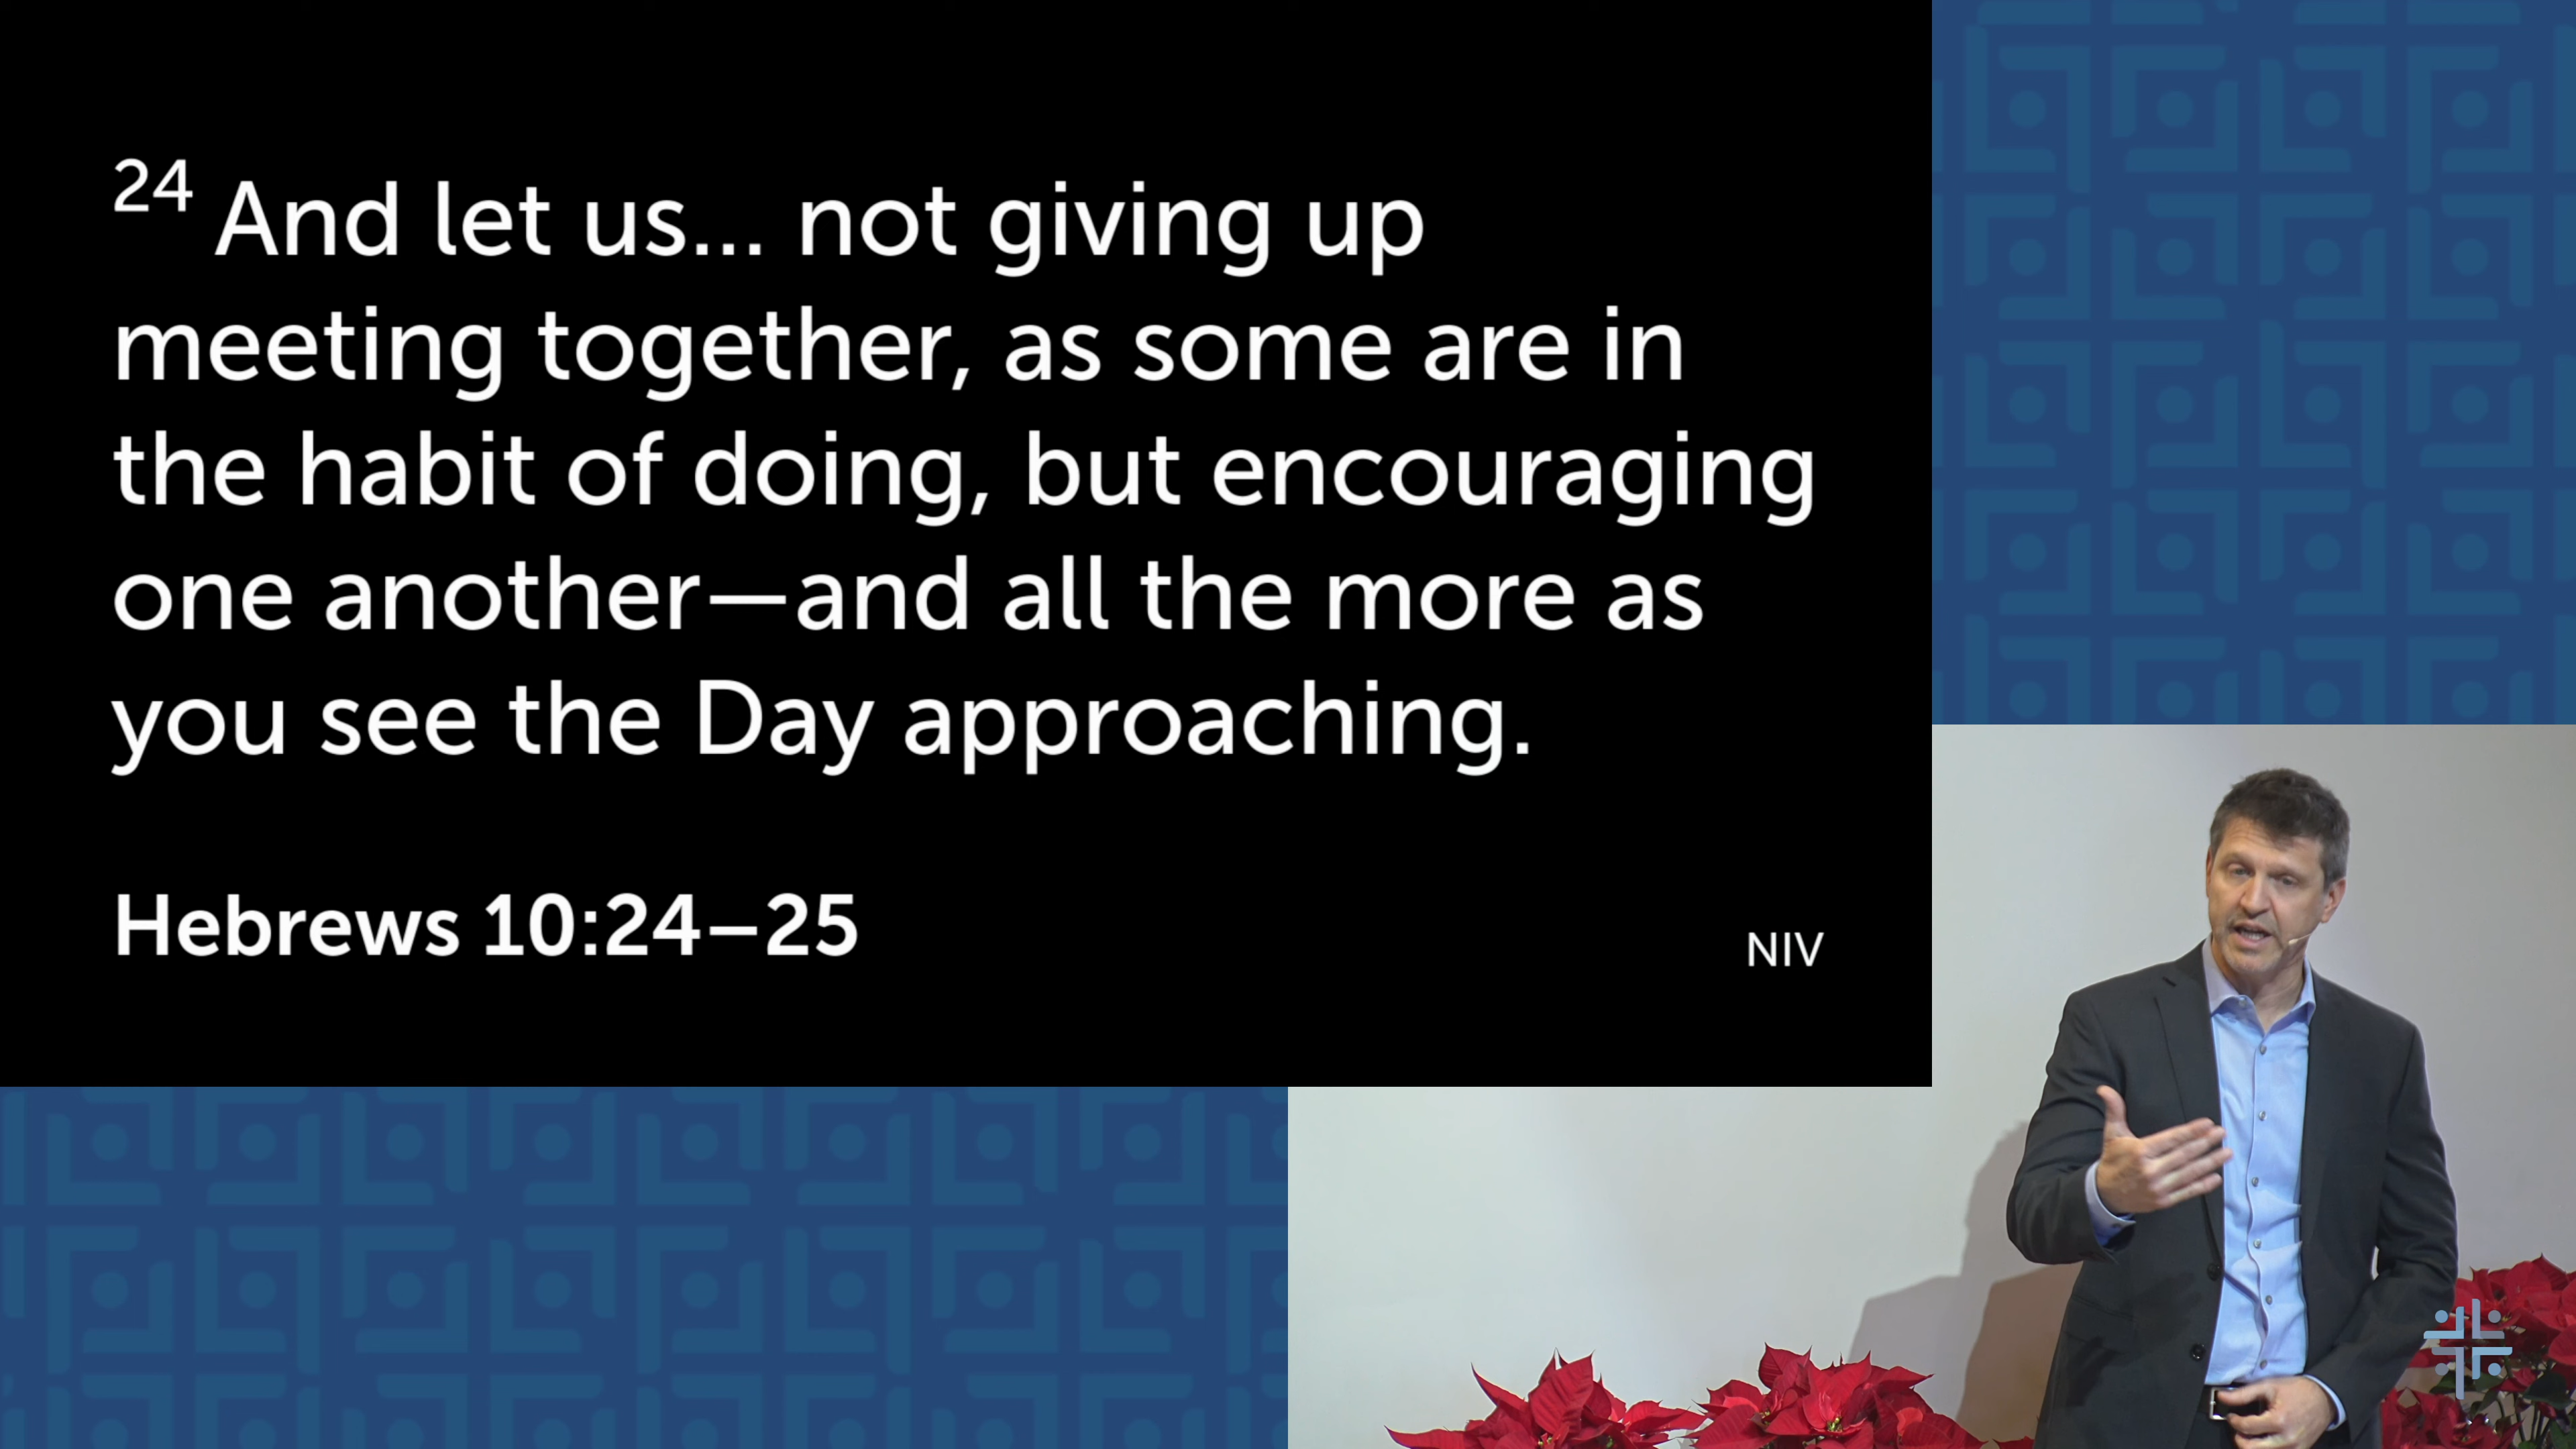 24 And let us... not giving up
meeting together, as some are in
the habit of doing, but encouraging
one another—and all the more as
you see the Day approaching.
Hebrews 10:24–25
NIV